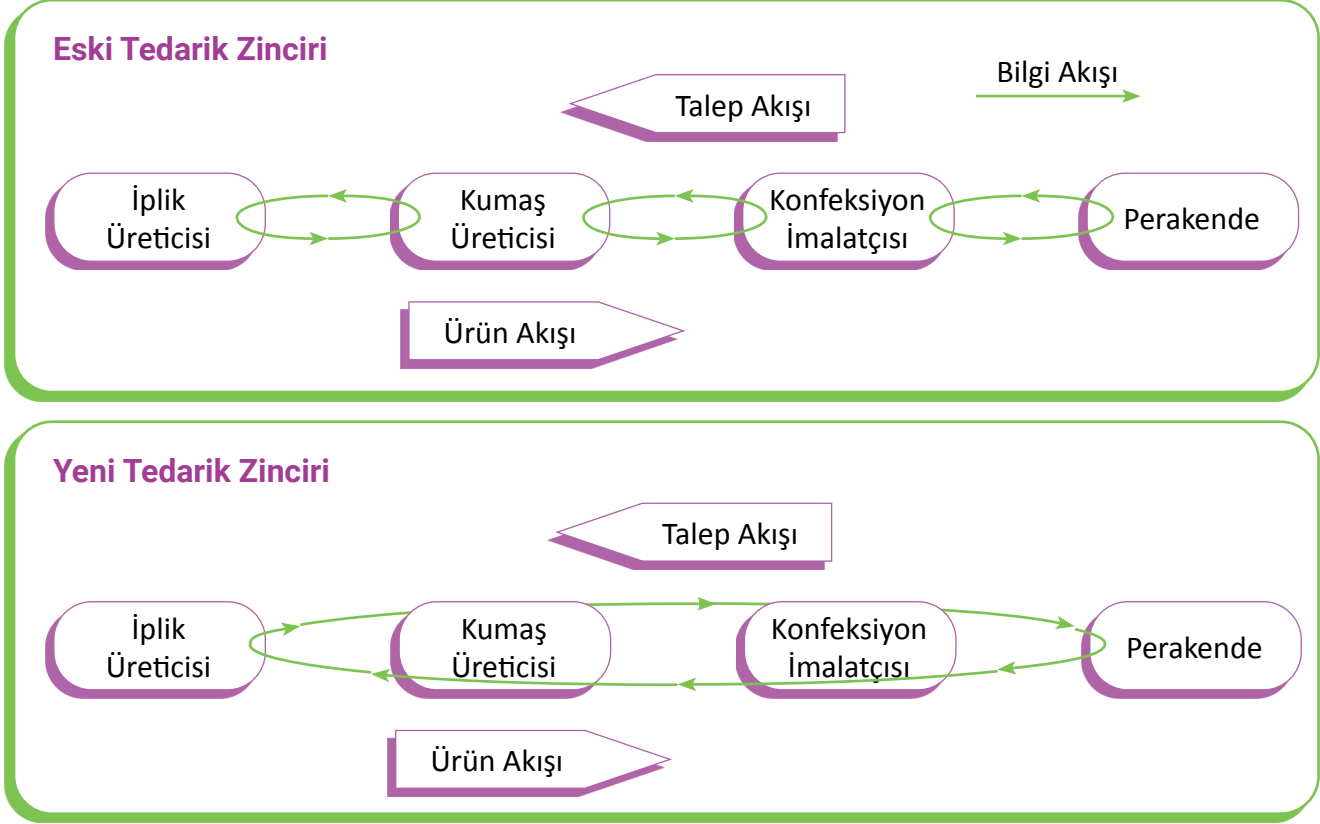 Eski Tedarik Zinciri
Bilgi Akışı
Talep Akışı
İplik
Üreticisi
Kumaş
Üreticisi
Konfeksiyon
İmalatçısı
Perakende
Ürün Akışı
Yeni Tedarik Zinciri
Talep Akışı
İplik
Üreticisi
Kumaş
Üreticisi
Konfeksiyon
İmalatçısı
Perakende
Ürün Akışı